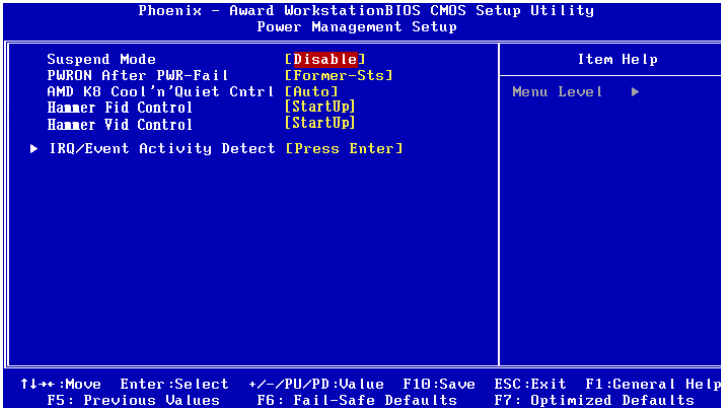 Phoenix - Award WorkstationBIOS CMOS Setup Utility
Power Management Setup
Suspend Mode [Disable]
PWRON After PWR-Fail [Former-Sts]
AMD K8 Cool'n'Quiet Cntrl [Auto]
Hammer Fid Control [StartUp]
Hammer Vid Control [StartUp]
▶ IRQ/Event Activity Detect [Press Enter]
Item Help
Menu Level ▶
↑↓→←:Move Enter:Select +/-/PU/PD:Value F10:Save ESC:Exit F1:General Help
F5: Previous Values F6: Fail-Safe Defaults F7: Optimized Defaults